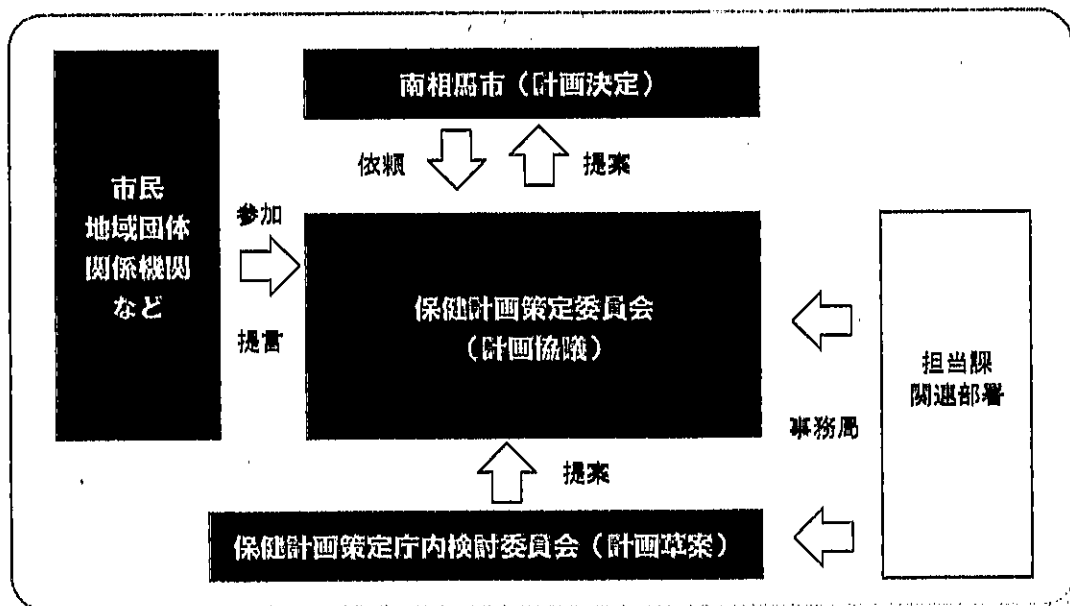 南相馬市（計画決定）
依頼
提案
市民
地域団体
関係機関
など
参加
提言
保健計画策定委員会
（計画協議）
担当課
関連部署
事務局
提案
保健計画策定庁内検討委員会（計画草案）